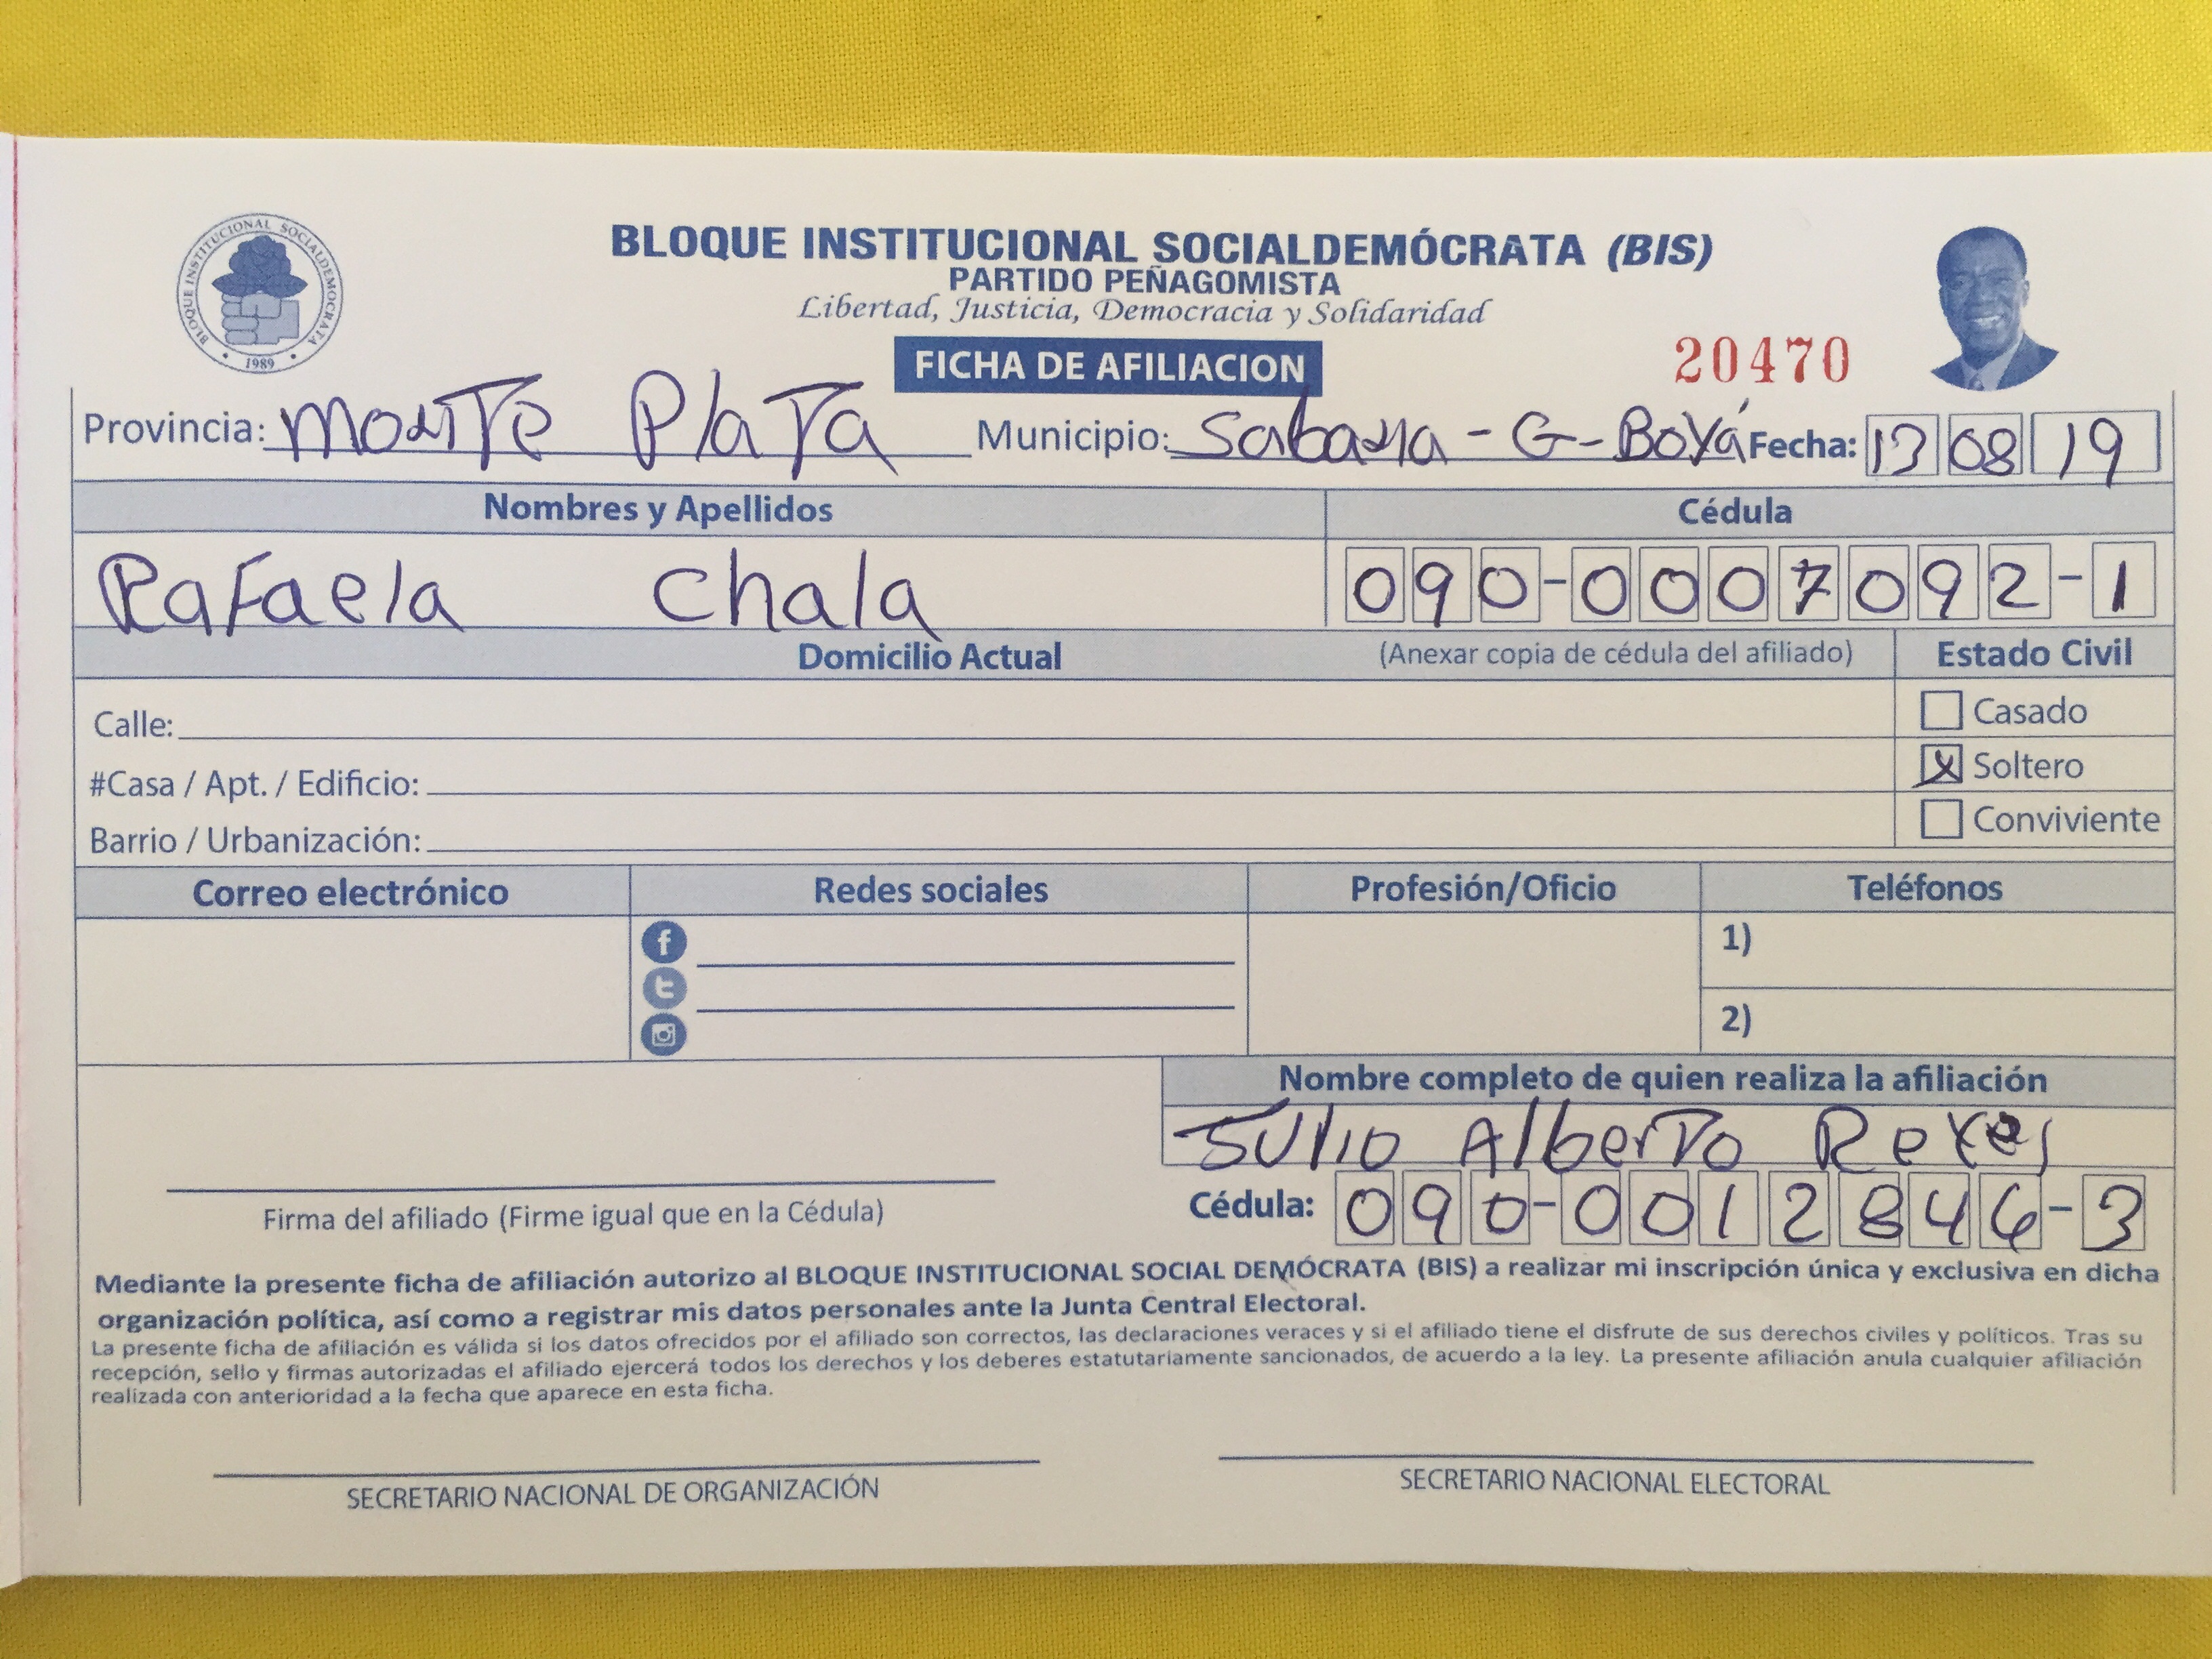 BLOQUE INSTITUCIONAL SOCIALDEMOCRATA
1989
BLOQUE INSTITUCIONAL SOCIALDEMÓCRATA (BIS)
PARTIDO PEÑAGOMISTA
Libertad, Justicia, Democracia y Solidaridad
FICHA DE AFILIACION
20470
Provincia: Monte Plata Municipio: Sabana-G-Boyá Fecha: 13 08 19
Nombres y Apellidos Cédula
Rafaela Chala 090-0007092-1
Domicilio Actual (Anexar copia de cédula del afiliado) Estado Civil
Calle: Casado
#Casa / Apt. / Edificio: X Soltero
Barrio / Urbanización: Conviviente
Correo electrónico Redes sociales Profesión/Oficio Teléfonos
1)
2)
Nombre completo de quien realiza la afiliación
Julio Alberto Reyes
Cédula: 090-0012846-3
Firma del afiliado (Firme igual que en la Cédula)
Mediante la presente ficha de afiliación autorizo al BLOQUE INSTITUCIONAL SOCIAL DEMÓCRATA (BIS) a realizar mi inscripción única y exclusiva en dicha
organización política, así como a registrar mis datos personales ante la Junta Central Electoral.
La presente ficha de afiliación es válida si los datos ofrecidos por el afiliado son correctos, las declaraciones veraces y si el afiliado tiene el disfrute de sus derechos civiles y políticos. Tras su
recepción, sello y firmas autorizadas el afiliado ejercerá todos los derechos y los deberes estatutariamente sancionados, de acuerdo a la ley. La presente afiliación anula cualquier afiliación
realizada con anterioridad a la fecha que aparece en esta ficha.
SECRETARIO NACIONAL DE ORGANIZACIÓN SECRETARIO NACIONAL ELECTORAL